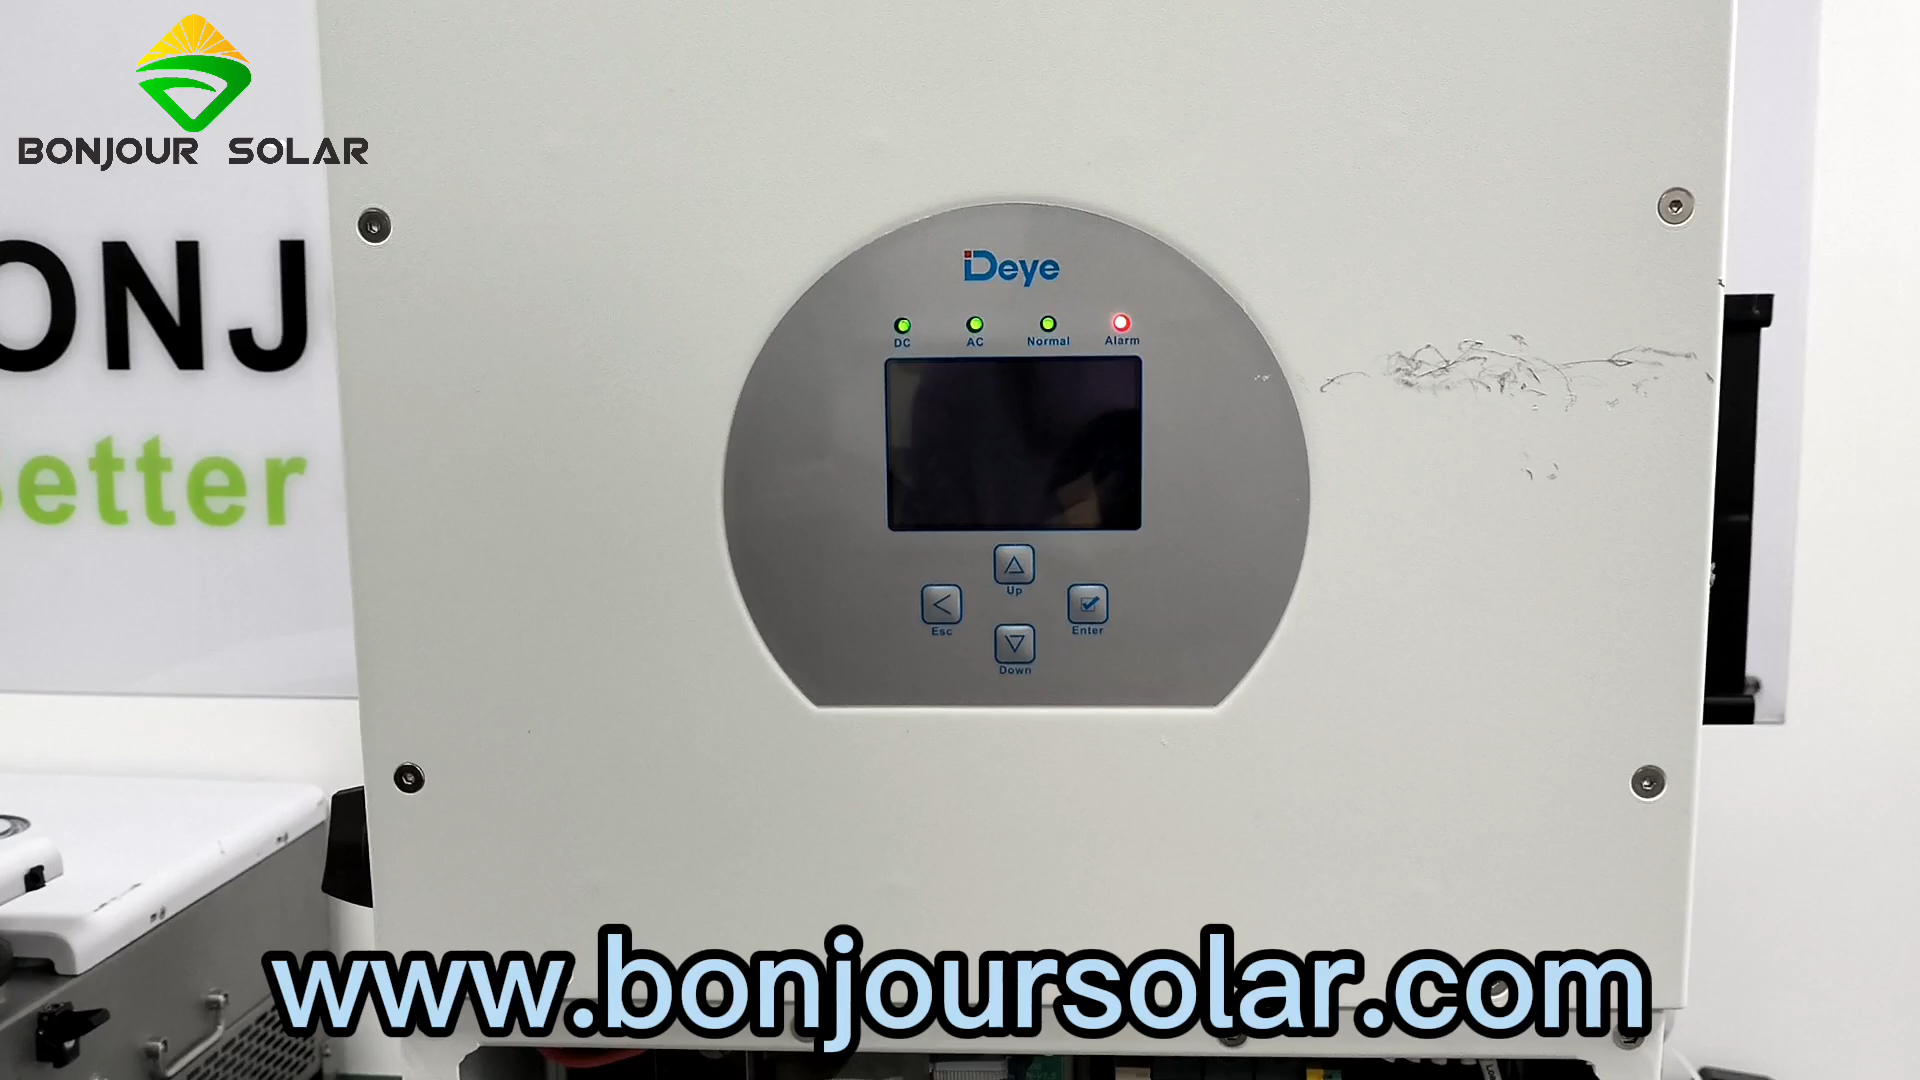 BONJOUR SOLAR
ONJ
etter
Deye
DC AC Normal Alarm
Up
Esc Enter
Down
www.bonjoursolar.com